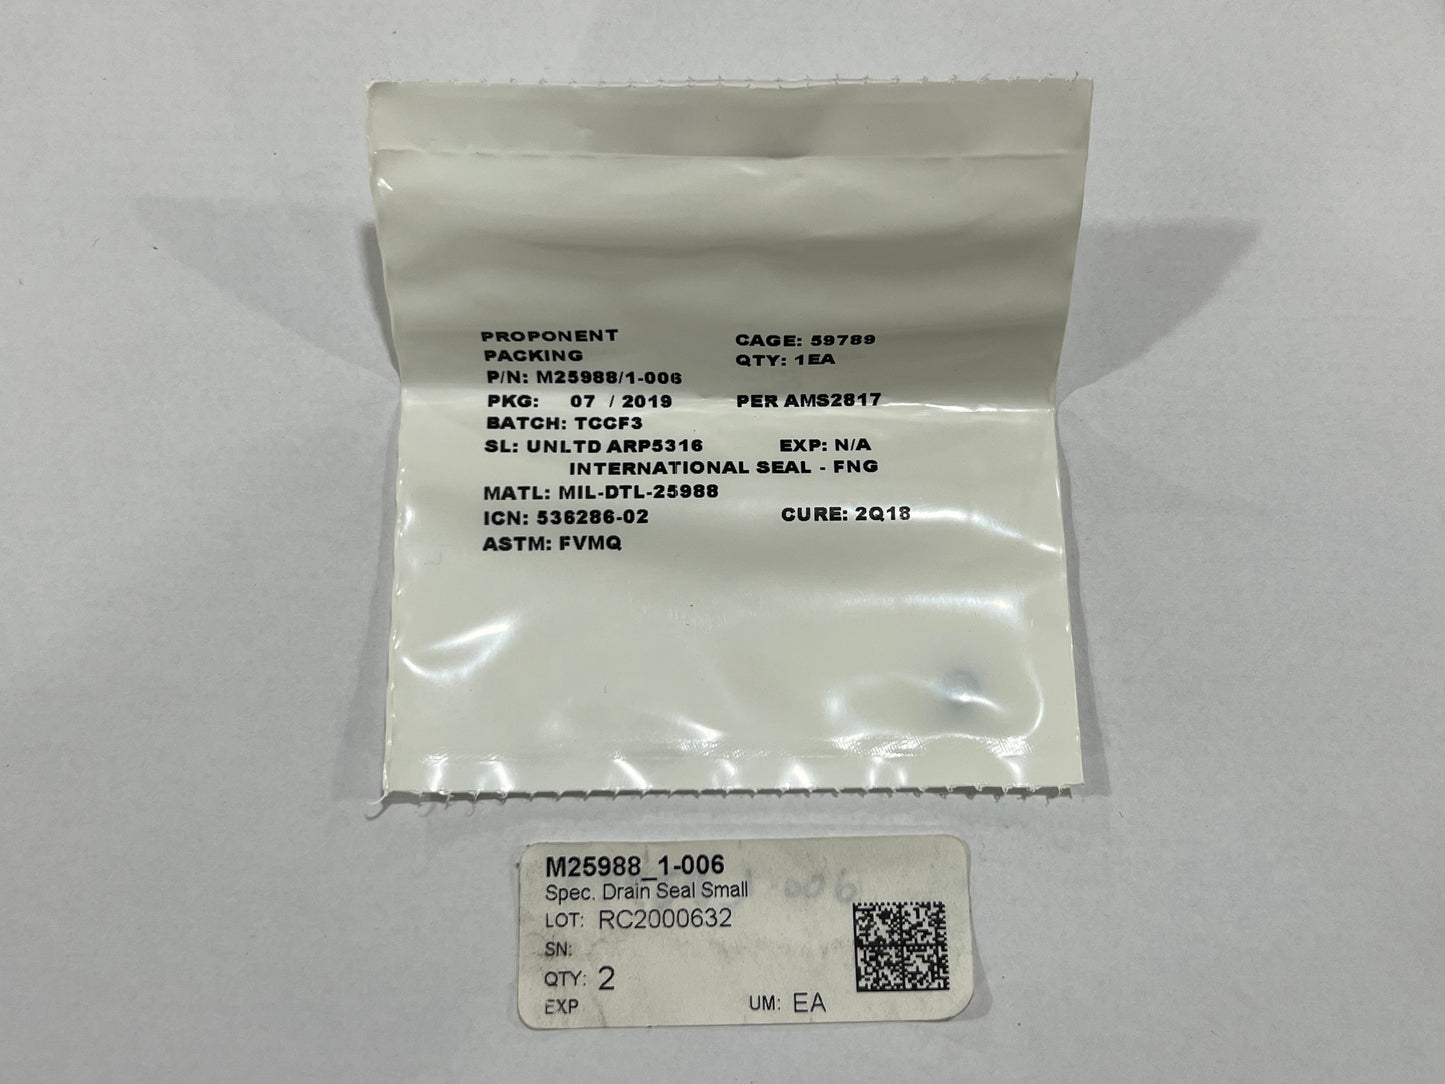 PROPONENT
PACKING
CAGE: 59789
QTY: 1EA
P/N: M25988/1-006
PKG: 07 / 2019 PER AMS2817
BATCH: TCCF3
SL: UNLTD ARP5316 EXP: N/A
INTERNATIONAL SEAL - FNG
MATL: MIL-DTL-25988
ICN: 536286-02 CURE: 2Q18
ASTM: FVMQ
M25988_1-006
Spec. Drain Seal Small
LOT: RC2000632
SN:
QTY: 2
EXP UM: EA